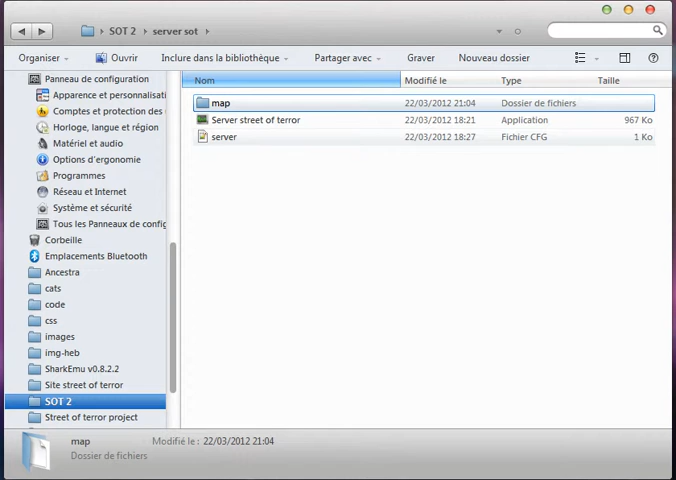 SOT 2 server sot
Organiser Ouvrir Inclure dans la bibliothèque Partager avec Graver Nouveau dossier
Nom Modifié le Type Taille
map 22/03/2012 21:04 Dossier de fichiers
Server street of terror 22/03/2012 18:21 Application 967 Ko
server 22/03/2012 18:27 Fichier CFG 1 Ko
Panneau de configuration
Apparence et personnalisati
Comptes et protection des
Horloge, langue et région
Matériel et audio
Options d'ergonomie
Programmes
Réseau et Internet
Système et sécurité
Tous les Panneaux de config
Corbeille
Emplacements Bluetooth
Ancestra
cats
code
css
images
img-heb
SharkEmu v0.8.2.2
Site street of terror
SOT 2
Street of terror project
map Modifié le : 22/03/2012 21:04
Dossier de fichiers